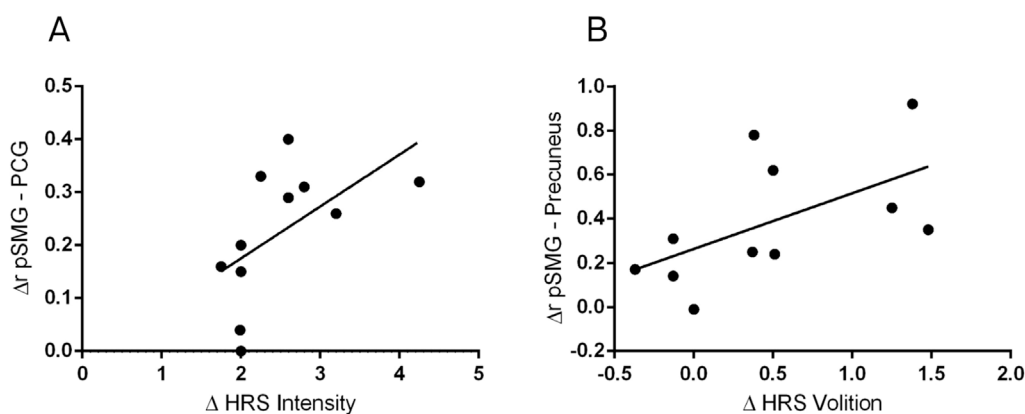 A
0.5
0.4
0.3
0.2
0.1
0.0
Δr pSMG - PCG
0 1 2 3 4 5
Δ HRS Intensity
B
1.0
0.8
0.6
0.4
0.2
0.0
-0.2
Δr pSMG - Precuneus
-0.5 0.0 0.5 1.0 1.5 2.0
Δ HRS Volition